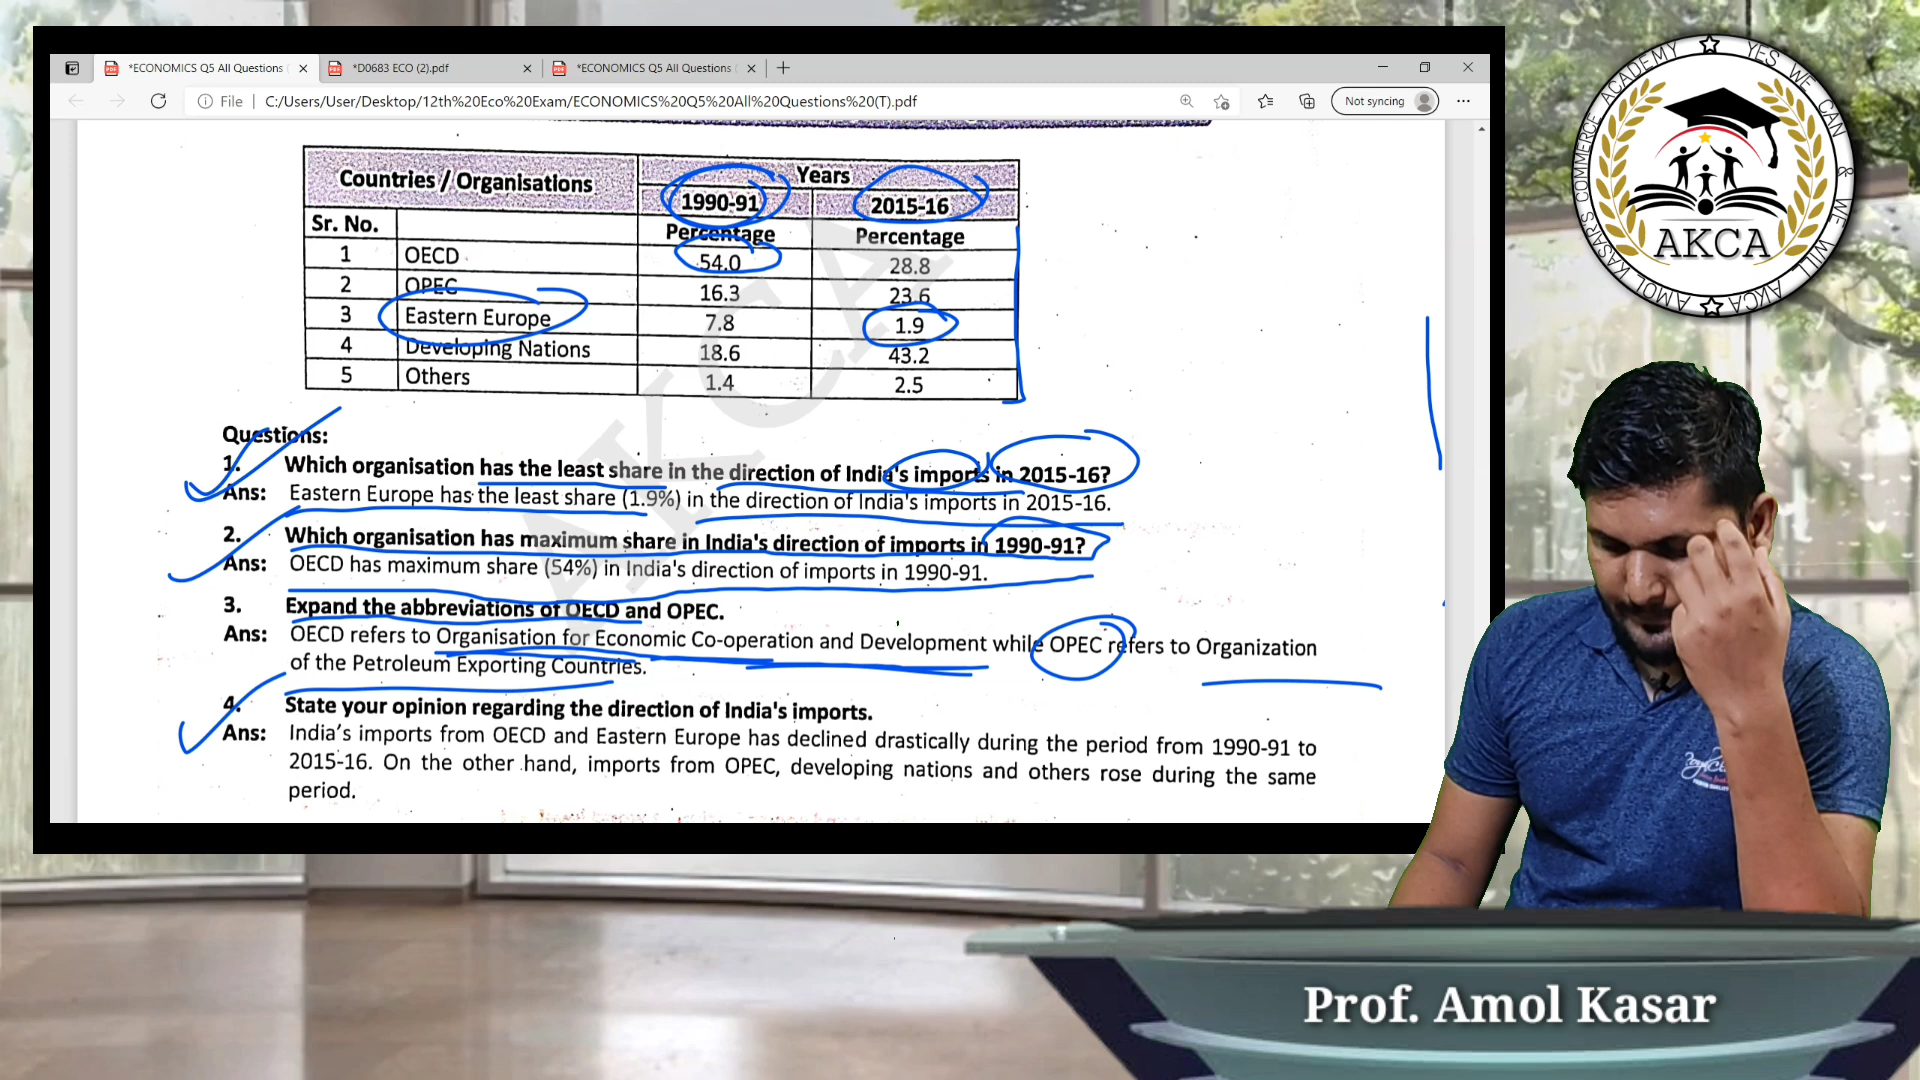 *ECONOMICS Q5 All Questions
*D0683 ECO (2).pdf
*ECONOMICS Q5 All Questions
File
C:/Users/User/Desktop/12th%20Eco%20Exam/ECONOMICS%20Q5%20All%20Questions%20(T).pdf
Not syncing
Countries / Organisations Years
1990-91 2015-16
Sr. No. Percentage Percentage
1 OECD 54.0 28.8
2 OPEC 16.3 23.6
3 Eastern Europe 7.8 1.9
4 Developing Nations 18.6 43.2
5 Others 1.4 2.5
Questions:
1. Which organisation has the least share in the direction of India's imports in 2015-16?
Ans: Eastern Europe has the least share (1.9%) in the direction of India's imports in 2015-16.
2. Which organisation has maximum share in India's direction of imports in 1990-91?
Ans: OECD has maximum share (54%) in India's direction of imports in 1990-91.
3. Expand the abbreviations of OECD and OPEC.
Ans: OECD refers to Organisation for Economic Co-operation and Development while OPEC refers to Organization
of the Petroleum Exporting Countries.
4. State your opinion regarding the direction of India's imports.
Ans: India's imports from OECD and Eastern Europe has declined drastically during the period from 1990-91 to
2015-16. On the other hand, imports from OPEC, developing nations and others rose during the same
period.
AKCA
AMOL KASAR'S COMMERCE ACADEMY
YES WE CAN & WE WILL
AKCA
AKCA
Prof. Amol Kasar